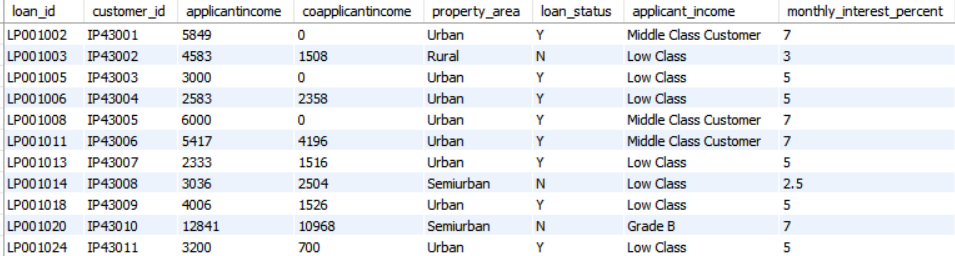 loan_id customer_id applicantincome coapplicantincome property_area loan_status applicant_income monthly_interest_percent
LP001002 IP43001 5849 0 Urban Y Middle Class Customer 7
LP001003 IP43002 4583 1508 Rural N Low Class 3
LP001005 IP43003 3000 0 Urban Y Low Class 5
LP001006 IP43004 2583 2358 Urban Y Low Class 5
LP001008 IP43005 6000 0 Urban Y Middle Class Customer 7
LP001011 IP43006 5417 4196 Urban Y Middle Class Customer 7
LP001013 IP43007 2333 1516 Urban Y Low Class 5
LP001014 IP43008 3036 2504 Semiurban N Low Class 2.5
LP001018 IP43009 4006 1526 Urban Y Low Class 5
LP001020 IP43010 12841 10968 Semiurban N Grade B 7
LP001024 IP43011 3200 700 Urban Y Low Class 5